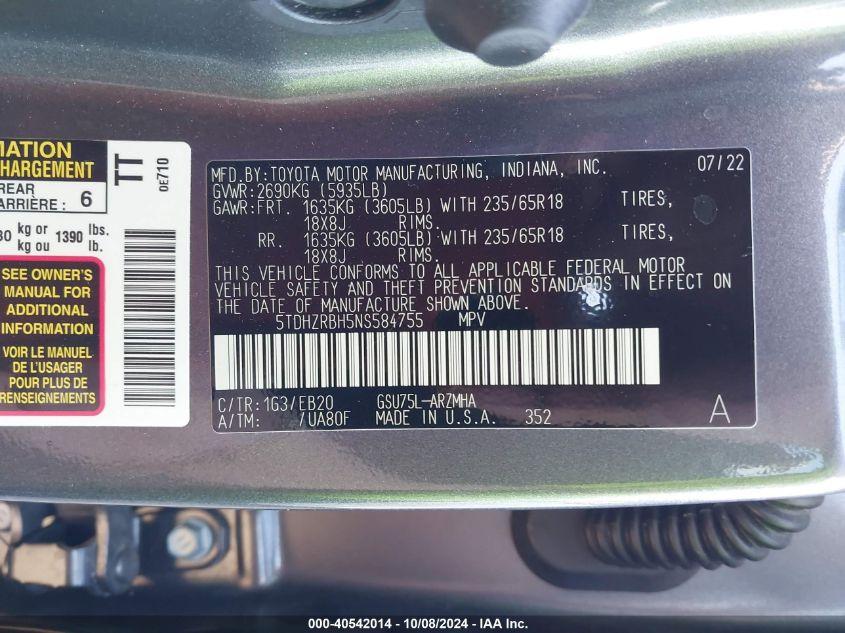 MATION
CHARGEMENT
REAR
ARRIÈRE : 6
kg or 1390 lbs.
kg ou lb.
SEE OWNER'S
MANUAL FOR
ADDITIONAL
INFORMATION
VOIR LE MANUEL
DE L'USAGER
POUR PLUS DE
RENSEIGNEMENTS
TT
0E710
MFD.BY:TOYOTA MOTOR MANUFACTURING, INDIANA, INC. 07/22
GVWR:2690KG (5935LB)
GAWR:FRT. 1635KG (3605LB) WITH 235/65R18 TIRES,
18X8J RIMS.
RR. 1635KG (3605LB) WITH 235/65R18 TIRES,
18X8J RIMS.
THIS VEHICLE CONFORMS TO ALL APPLICABLE FEDERAL MOTOR
VEHICLE SAFETY AND THEFT PREVENTION STANDARDS IN EFFECT ON
THE DATE OF MANUFACTURE SHOWN ABOVE.
5TDHZRBH5NS584755 MPV
C/TR:1G3/EB20 GSU75L-ARZMHA
A/TM: /UA80F MADE IN U.S.A. 352 A
000-40542014 - 10/08/2024 - IAA Inc.